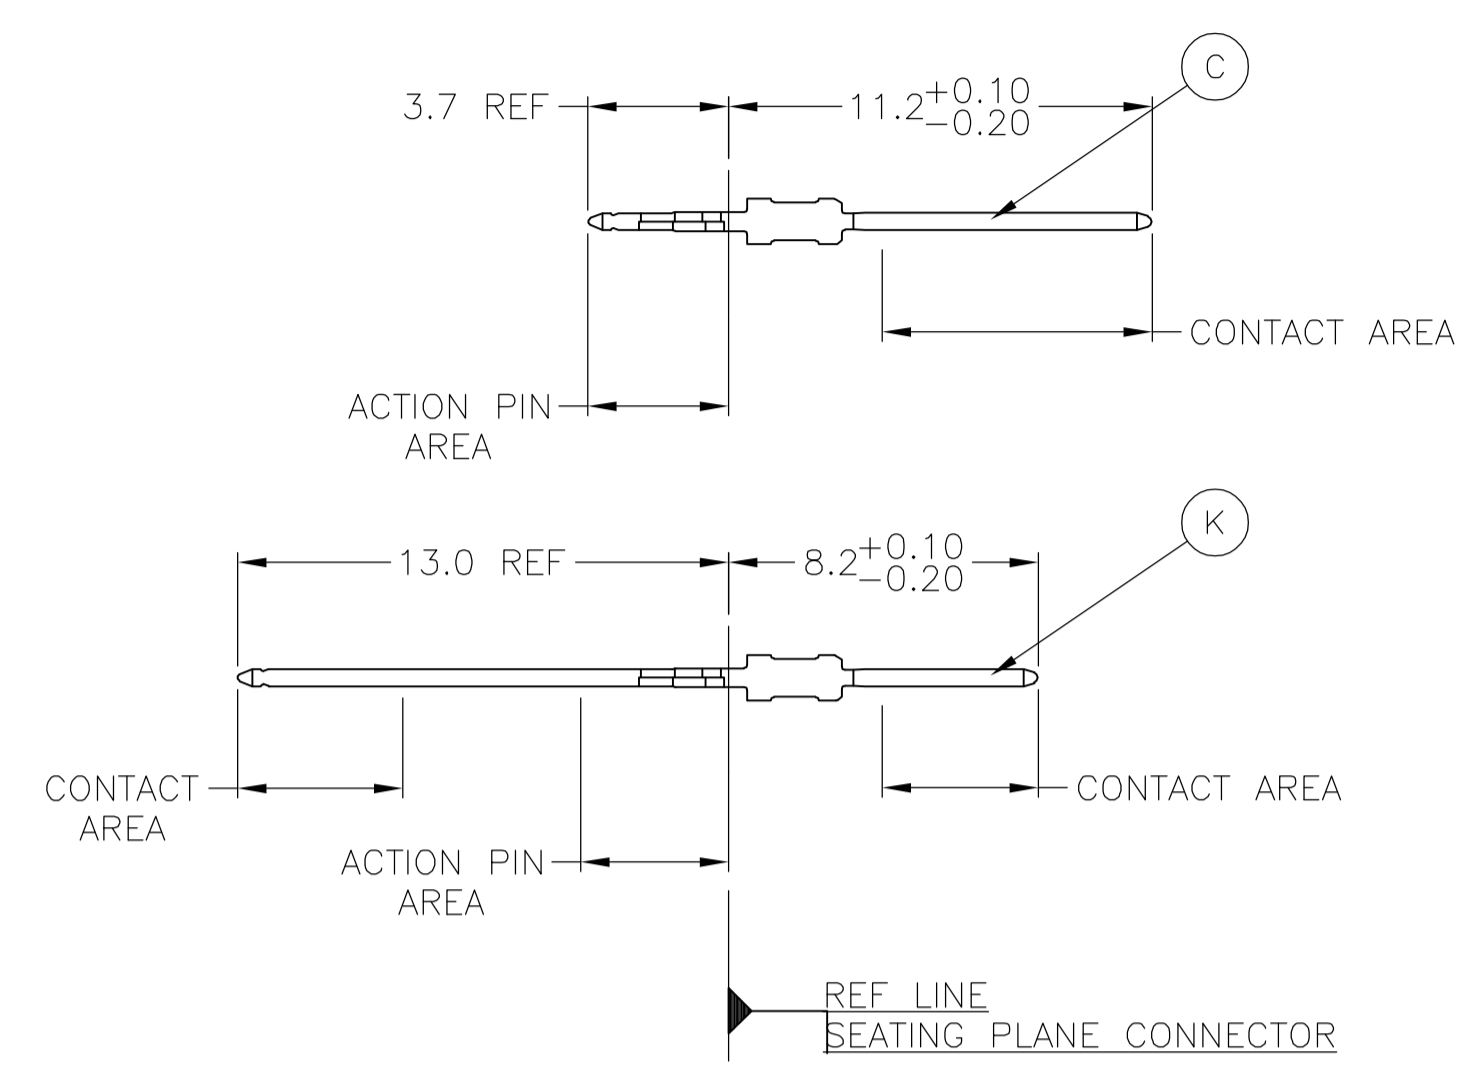 C
3.7 REF
11.2 +0.10
-0.20
CONTACT AREA
ACTION PIN
AREA
K
13.0 REF
8.2 +0.10
-0.20
CONTACT
AREA
CONTACT AREA
ACTION PIN
AREA
REF LINE
SEATING PLANE CONNECTOR